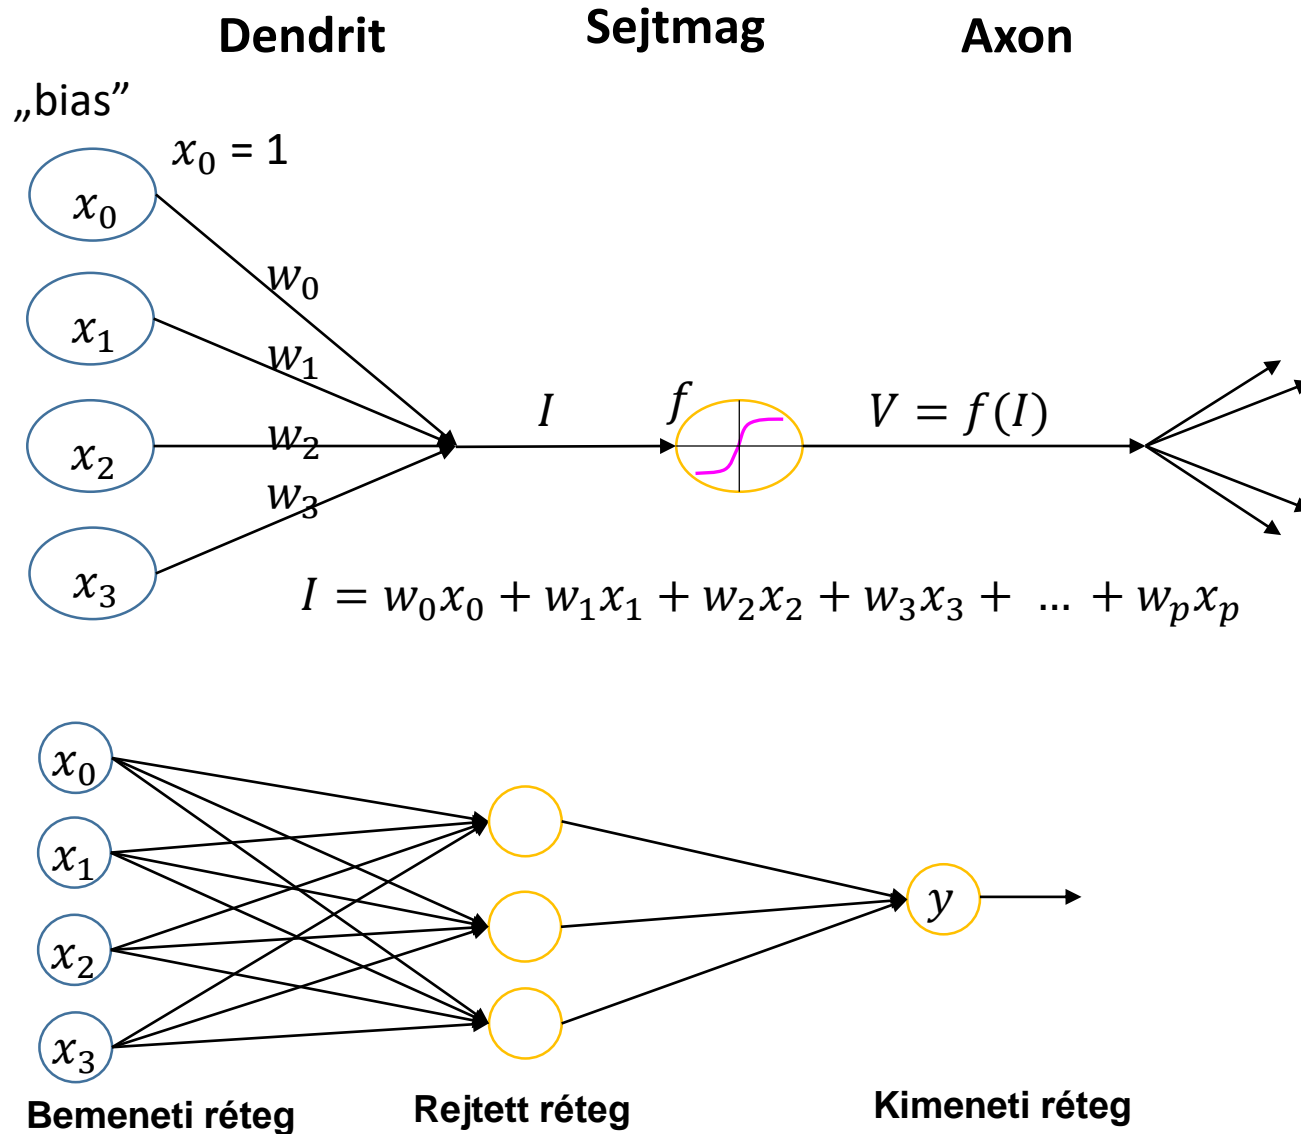 Dendrit Sejtmag Axon
„bias”
x₀ = 1
x₀
w₀
x₁
w₁
I
f
V = f(I)
x₂
w₂
w₃
x₃
I = w₀x₀ + w₁x₁ + w₂x₂ + w₃x₃ + … + wₚxₚ
x₀
x₁
y
x₂
x₃
Bemeneti réteg Rejtett réteg Kimeneti réteg